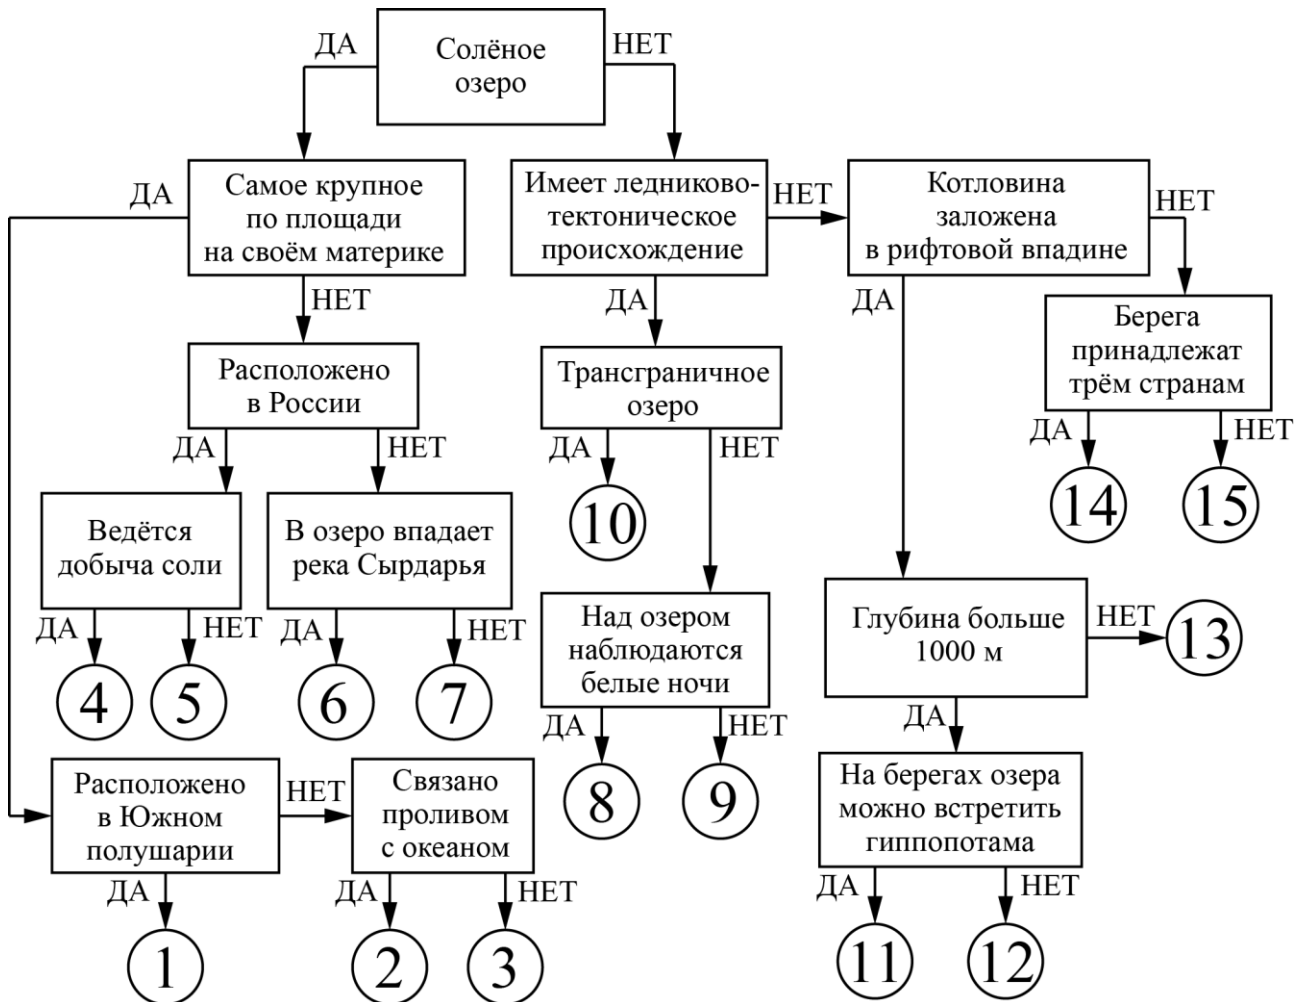 ДА
Солёное
озеро
НЕТ
ДА
Самое крупное
по площади
на своём материке
НЕТ
Имеет ледниково-
тектоническое
происхождение
НЕТ
ДА
Котловина
заложена
в рифтовой впадине
НЕТ
ДА
Расположено
в России
ДА
НЕТ
Трансграничное
озеро
ДА
НЕТ
Берега
принадлежат
трём странам
ДА
НЕТ
14
15
10
Ведётся
добыча соли
ДА
НЕТ
4
5
В озеро впадает
река Сырдарья
ДА
НЕТ
6
7
Над озером
наблюдаются
белые ночи
ДА
НЕТ
8
9
Глубина больше
1000 м
НЕТ
13
ДА
Расположено
в Южном
полушарии
НЕТ
ДА
1
Связано
проливом
с океаном
ДА
НЕТ
2
3
На берегах озера
можно встретить
гиппопотама
ДА
НЕТ
11
12